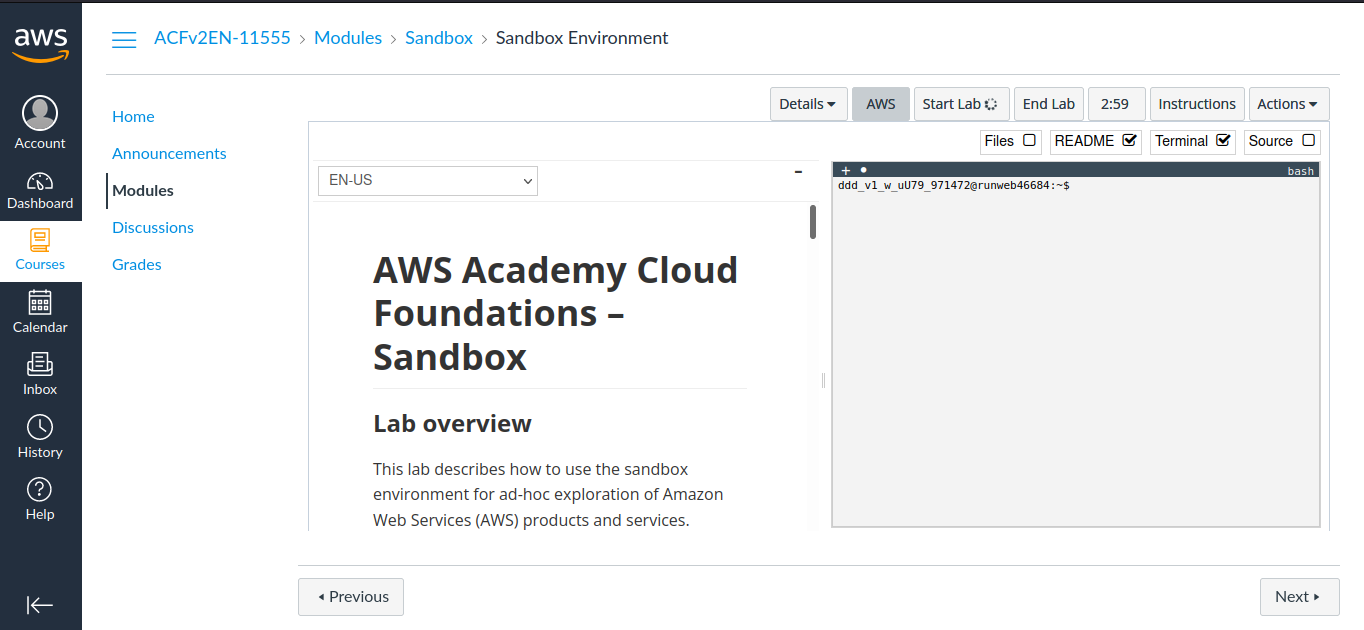 aws
Account
Dashboard
Courses
Calendar
Inbox
History
Help
ACFv2EN-11555 > Modules > Sandbox > Sandbox Environment
Home
Announcements
Modules
Discussions
Grades
Details AWS Start Lab End Lab 2:59 Instructions Actions
Files README Terminal Source
EN-US
AWS Academy Cloud
Foundations –
Sandbox
Lab overview
This lab describes how to use the sandbox
environment for ad-hoc exploration of Amazon
Web Services (AWS) products and services.
+ bash
ddd_v1_w_uU79_971472@runweb46684:~$
Previous
Next